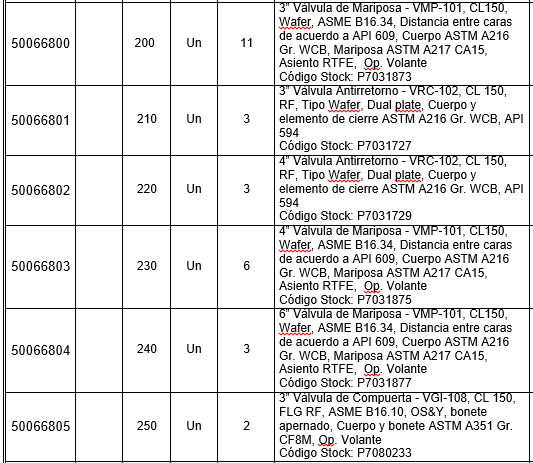 50066800 200 Un 11
3” Válvula de Mariposa - VMP-101, CL150,
Wafer, ASME B16.34, Distancia entre caras
de acuerdo a API 609, Cuerpo ASTM A216
Gr. WCB, Mariposa ASTM A217 CA15,
Asiento RTFE, Op. Volante
Código Stock: P7031873
50066801 210 Un 3
3” Válvula Antirretorno - VRC-102, CL 150,
RF, Tipo Wafer, Dual plate, Cuerpo y
elemento de cierre ASTM A216 Gr. WCB, API
594
Código Stock: P7031727
50066802 220 Un 3
4” Válvula Antirretorno - VRC-102, CL 150,
RF, Tipo Wafer, Dual plate, Cuerpo y
elemento de cierre ASTM A216 Gr. WCB, API
594
Código Stock: P7031729
50066803 230 Un 6
4” Válvula de Mariposa - VMP-101, CL150,
Wafer, ASME B16.34, Distancia entre caras
de acuerdo a API 609, Cuerpo ASTM A216
Gr. WCB, Mariposa ASTM A217 CA15,
Asiento RTFE, Op. Volante
Código Stock: P7031875
50066804 240 Un 3
6” Válvula de Mariposa - VMP-101, CL150,
Wafer, ASME B16.34, Distancia entre caras
de acuerdo a API 609, Cuerpo ASTM A216
Gr. WCB, Mariposa ASTM A217 CA15,
Asiento RTFE, Op. Volante
Código Stock: P7031877
50066805 250 Un 2
3” Válvula de Compuerta - VGI-108, CL 150,
FLG RF, ASME B16.10, OS&Y, bonete
apernado, Cuerpo y bonete ASTM A351 Gr.
CF8M, Op. Volante
Código Stock: P7080233